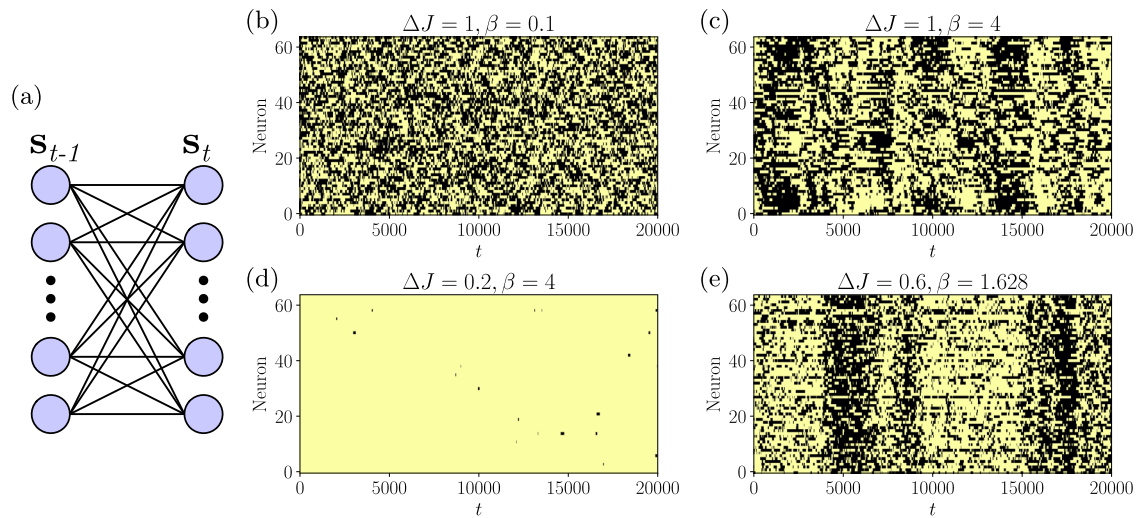 (a)
s_{t-1} s_t
(b)
ΔJ = 1, β = 0.1
60
40
20
0
Neuron
0 5000 10000 15000 20000
t
(c)
ΔJ = 1, β = 4
60
40
20
0
Neuron
0 5000 10000 15000 20000
t
(d)
ΔJ = 0.2, β = 4
60
40
20
0
Neuron
0 5000 10000 15000 20000
t
(e)
ΔJ = 0.6, β = 1.628
60
40
20
0
Neuron
0 5000 10000 15000 20000
t